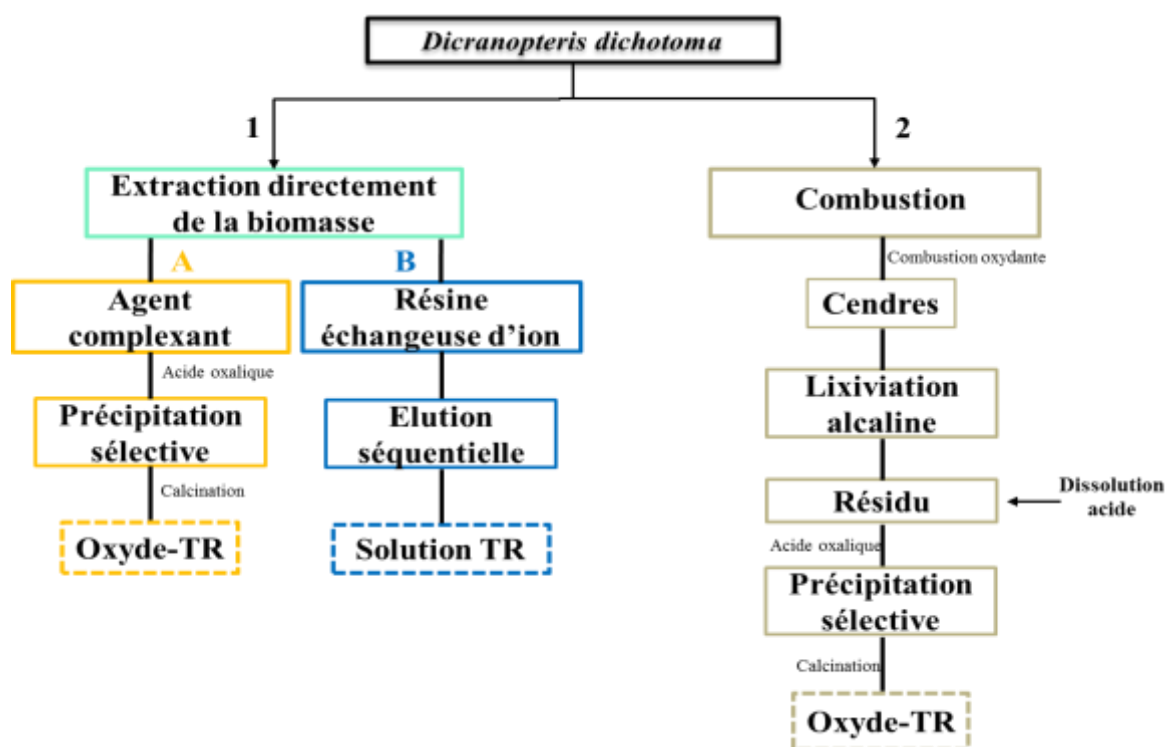 Dicranopteris dichotoma
1
2
Extraction directement
de la biomasse
Combustion
A
B
Combustion oxydante
Agent
complexant
Résine
échangeuse d'ion
Cendres
Acide oxalique
Lixiviation
alcaline
Précipitation
sélective
Elution
séquentielle
Calcination
Résidu
Dissolution
acide
Oxyde-TR
Solution TR
Acide oxalique
Précipitation
sélective
Calcination
Oxyde-TR